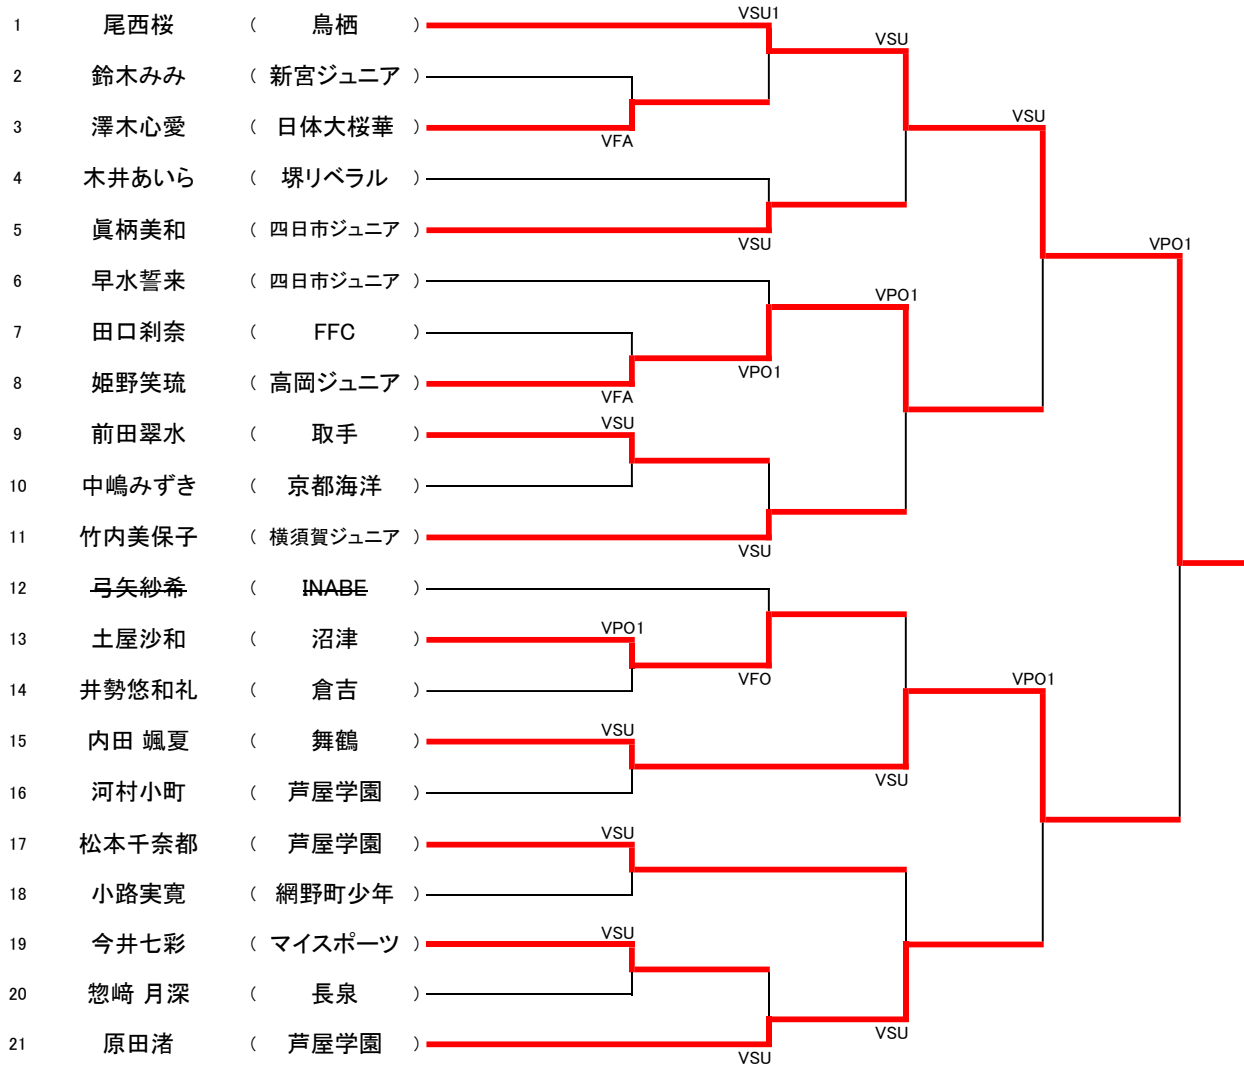 1 尾西桜 ( 鳥栖 ) VSU1
VSU
2 鈴木みみ ( 新宮ジュニア )
3 澤木心愛 ( 日体大桜華 ) VSU
VFA
4 木井あいら ( 堺リベラル )
5 眞柄美和 ( 四日市ジュニア )
VSU VPO1
6 早水誓来 ( 四日市ジュニア )
VPO1
7 田口刹奈 ( FFC )
VPO1
8 姫野笑琉 ( 高岡ジュニア )
VFA
VSU
9 前田翠水 ( 取手 )
10 中嶋みずき ( 京都海洋 )
11 竹内美保子 ( 横須賀ジュニア )
VSU
12 弓矢紗希 ( INABE )
VPO1
13 土屋沙和 ( 沼津 )
VFO VPO1
14 井勢悠和礼 ( 倉吉 )
VSU
15 内田 颯夏 ( 舞鶴 )
VSU
16 河村小町 ( 芦屋学園 )
VSU
17 松本千奈都 ( 芦屋学園 )
18 小路実寛 ( 網野町少年 )
VSU
19 今井七彩 ( マイスポーツ )
20 惣﨑 月深 ( 長泉 )
VSU
21 原田渚 ( 芦屋学園 )
VSU